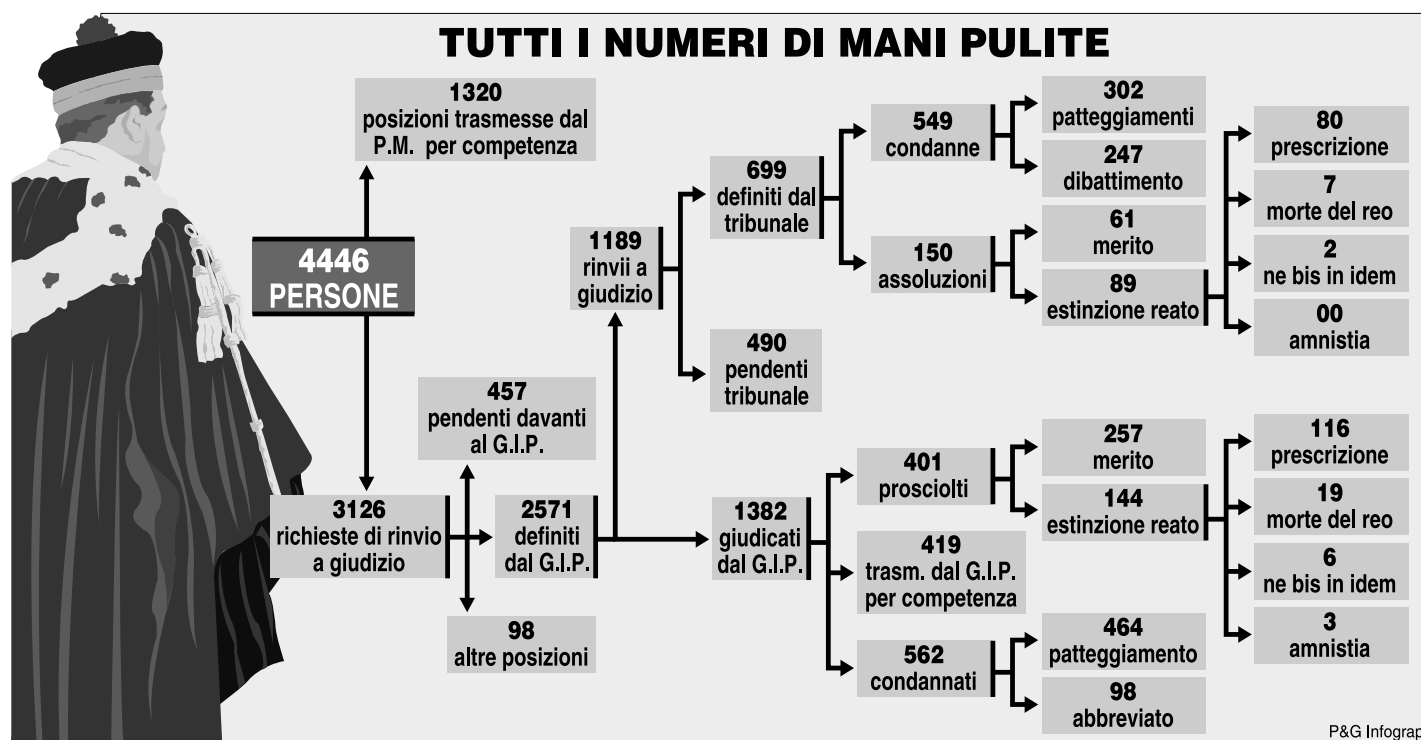 TUTTI I NUMERI DI MANI PULITE
1320
posizioni trasmesse dal
P.M. per competenza
4446
PERSONE
3126
richieste di rinvio
a giudizio
457
pendenti davanti
al G.I.P.
98
altre posizioni
2571
definiti
dal G.I.P.
1189
rinvii a
giudizio
699
definiti dal
tribunale
490
pendenti
tribunale
549
condanne
150
assoluzioni
302
patteggiamenti
247
dibattimento
61
merito
89
estinzione reato
80
prescrizione
7
morte del reo
2
ne bis in idem
00
amnistia
1382
giudicati
dal G.I.P.
401
prosciolti
419
trasm. dal G.I.P.
per competenza
562
condannati
257
merito
144
estinzione reato
464
patteggiamento
98
abbreviato
116
prescrizione
19
morte del reo
6
ne bis in idem
3
amnistia
P&G Infograp